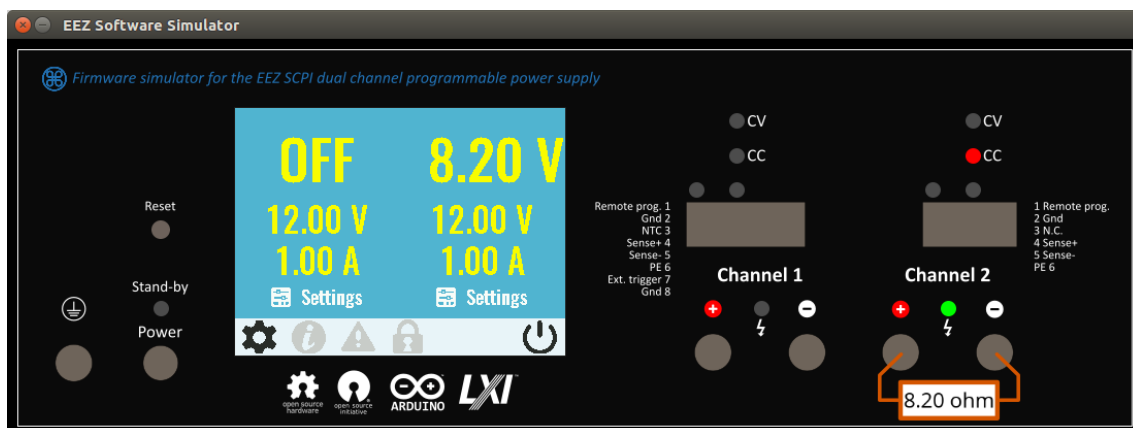 EEZ Software Simulator
Firmware simulator for the EEZ SCPI dual channel programmable power supply
OFF
8.20 V
12.00 V
12.00 V
1.00 A
1.00 A
Settings
Settings
Reset
Stand-by
Power
open source
hardware
open source
initiative
ARDUINO
LXI
CV
CC
Remote prog. 1
Gnd 2
NTC 3
Sense+ 4
Sense- 5
PE 6
Ext. trigger 7
Gnd 8
Channel 1
CV
CC
1 Remote prog.
2 Gnd
3 N.C.
4 Sense+
5 Sense-
PE 6
Channel 2
8.20 ohm